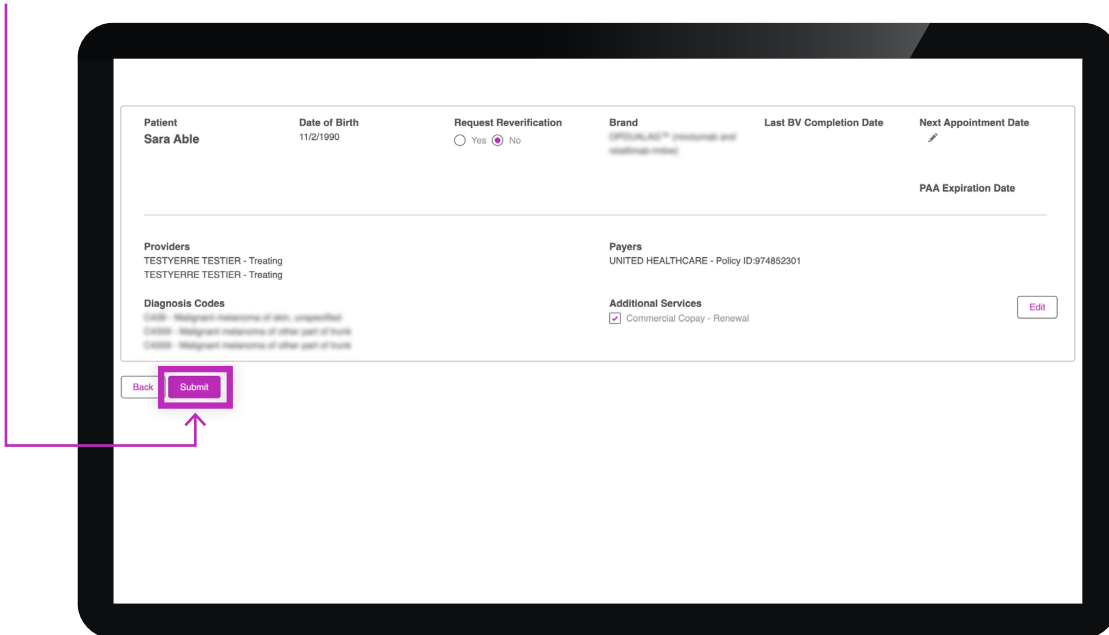 Patient
Sara Able
Date of Birth
11/2/1990
Request Reverification
Yes No
Brand
Last BV Completion Date
Next Appointment Date
PAA Expiration Date
Providers
TESTYERRE TESTIER - Treating
TESTYERRE TESTIER - Treating
Payers
UNITED HEALTHCARE - Policy ID:974852301
Diagnosis Codes
Additional Services
Commercial Copay - Renewal
Edit
Back
Submit